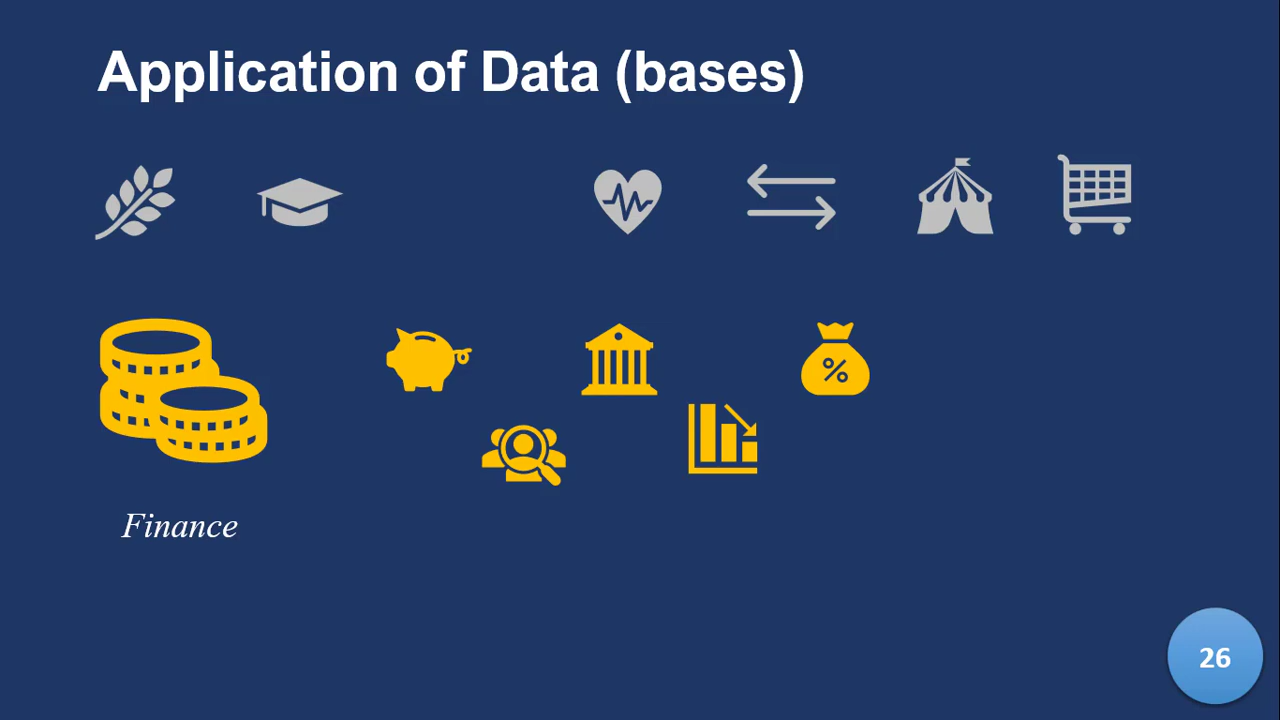 Application of Data (bases)
%
Finance
26